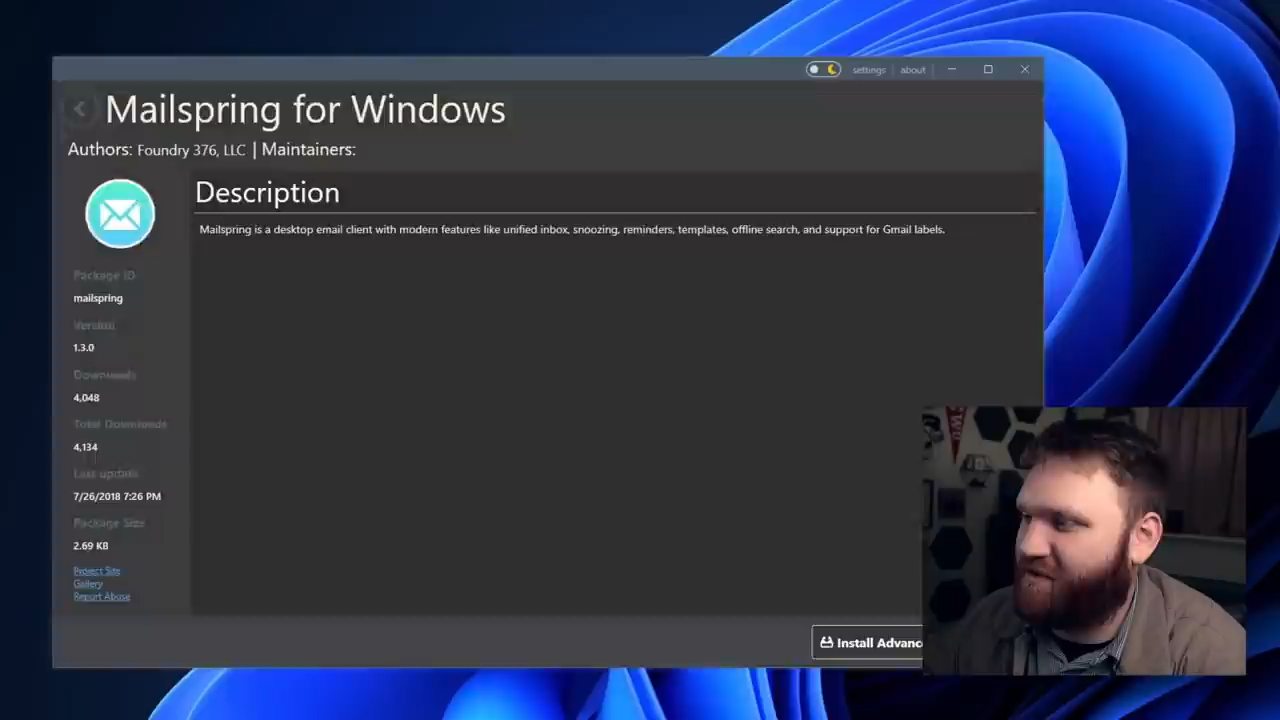 settings
about
Mailspring for Windows
Authors: Foundry 376, LLC | Maintainers:
Description
Mailspring is a desktop email client with modern features like unified inbox, snoozing, reminders, templates, offline search, and support for Gmail labels.
Package ID
mailspring
Version
1.3.0
Downloads
4,048
Total Downloads
4,134
Last update
7/26/2018 7:26 PM
Package Size
2.69 KB
Project Site
Gallery
Report Abuse
Install Advanc